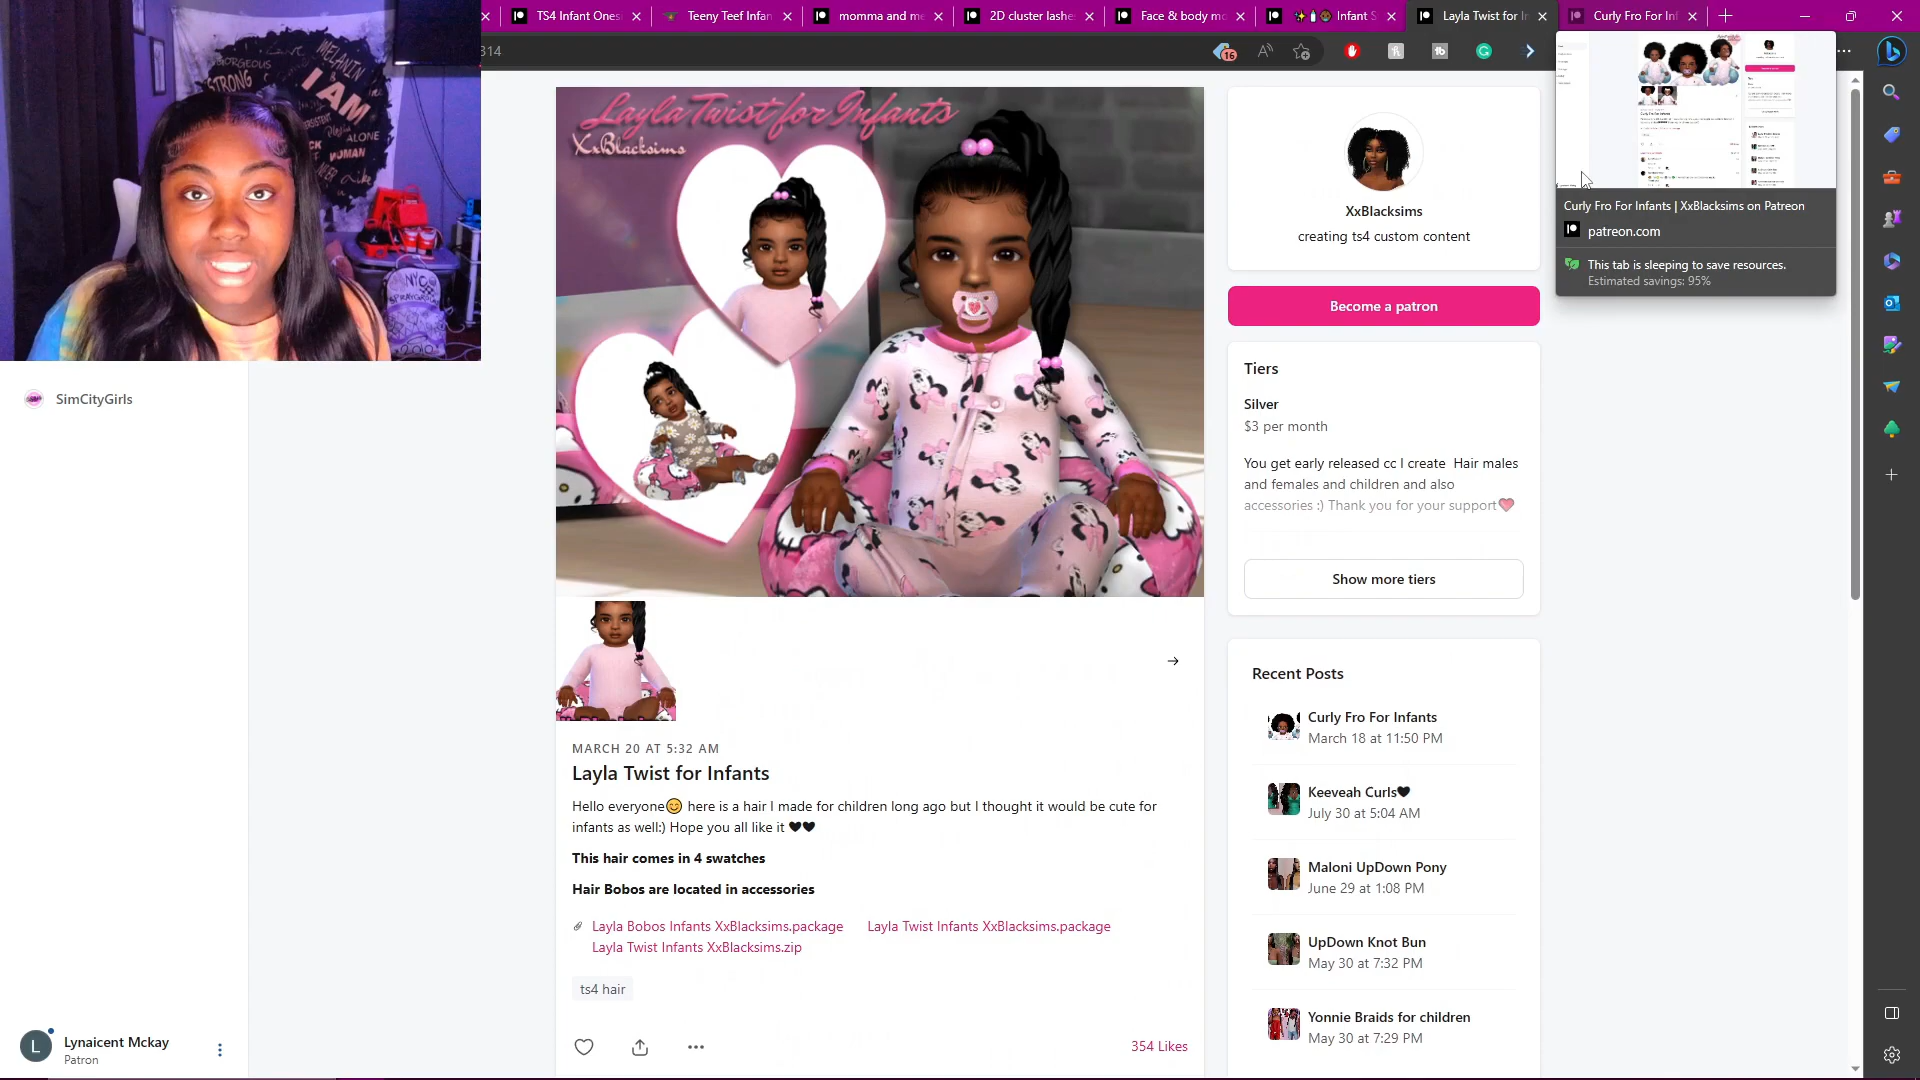 TS4 Infant Ones
Teeny Teef Infan
momma and me
2D cluster lashe
Face & body mo
Infant S
Layla Twist for In
Curly Fro For Inf
314
16
GORGEOUS
STRONG
MELANIN
I AM
ALONE
WOMAN
NYC
SimCityGirls
L
Lynaicent Mckay
Patron
Layla Twist for Infants
XxBlacksims
MARCH 20 AT 5:32 AM
Layla Twist for Infants
Hello everyone😊 here is a hair I made for children long ago but I thought it would be cute for
infants as well:) Hope you all like it 🖤🖤
This hair comes in 4 swatches
Hair Bobos are located in accessories
Layla Bobos Infants XxBlacksims.package
Layla Twist Infants XxBlacksims.package
Layla Twist Infants XxBlacksims.zip
ts4 hair
354 Likes
XxBlacksims
creating ts4 custom content
Become a patron
Tiers
Silver
$3 per month
You get early released cc I create Hair males
and females and children and also
accessories :) Thank you for your support💗
Show more tiers
Recent Posts
Curly Fro For Infants
March 18 at 11:50 PM
Keeveah Curls🖤
July 30 at 5:04 AM
Maloni UpDown Pony
June 29 at 1:08 PM
UpDown Knot Bun
May 30 at 7:32 PM
Yonnie Braids for children
May 30 at 7:29 PM
Curly Fro For Infants | XxBlacksims on Patreon
patreon.com
This tab is sleeping to save resources.
Estimated savings: 95%